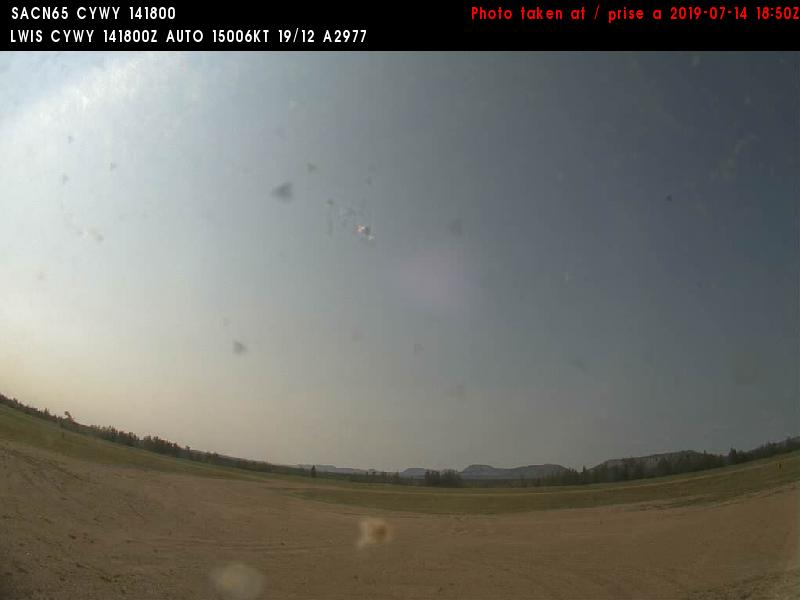 SACN65 CYWY 141800
Photo taken at / prise a 2019-07-14 18:50Z
LWIS CYWY 141800Z AUTO 15006KT 19/12 A2977